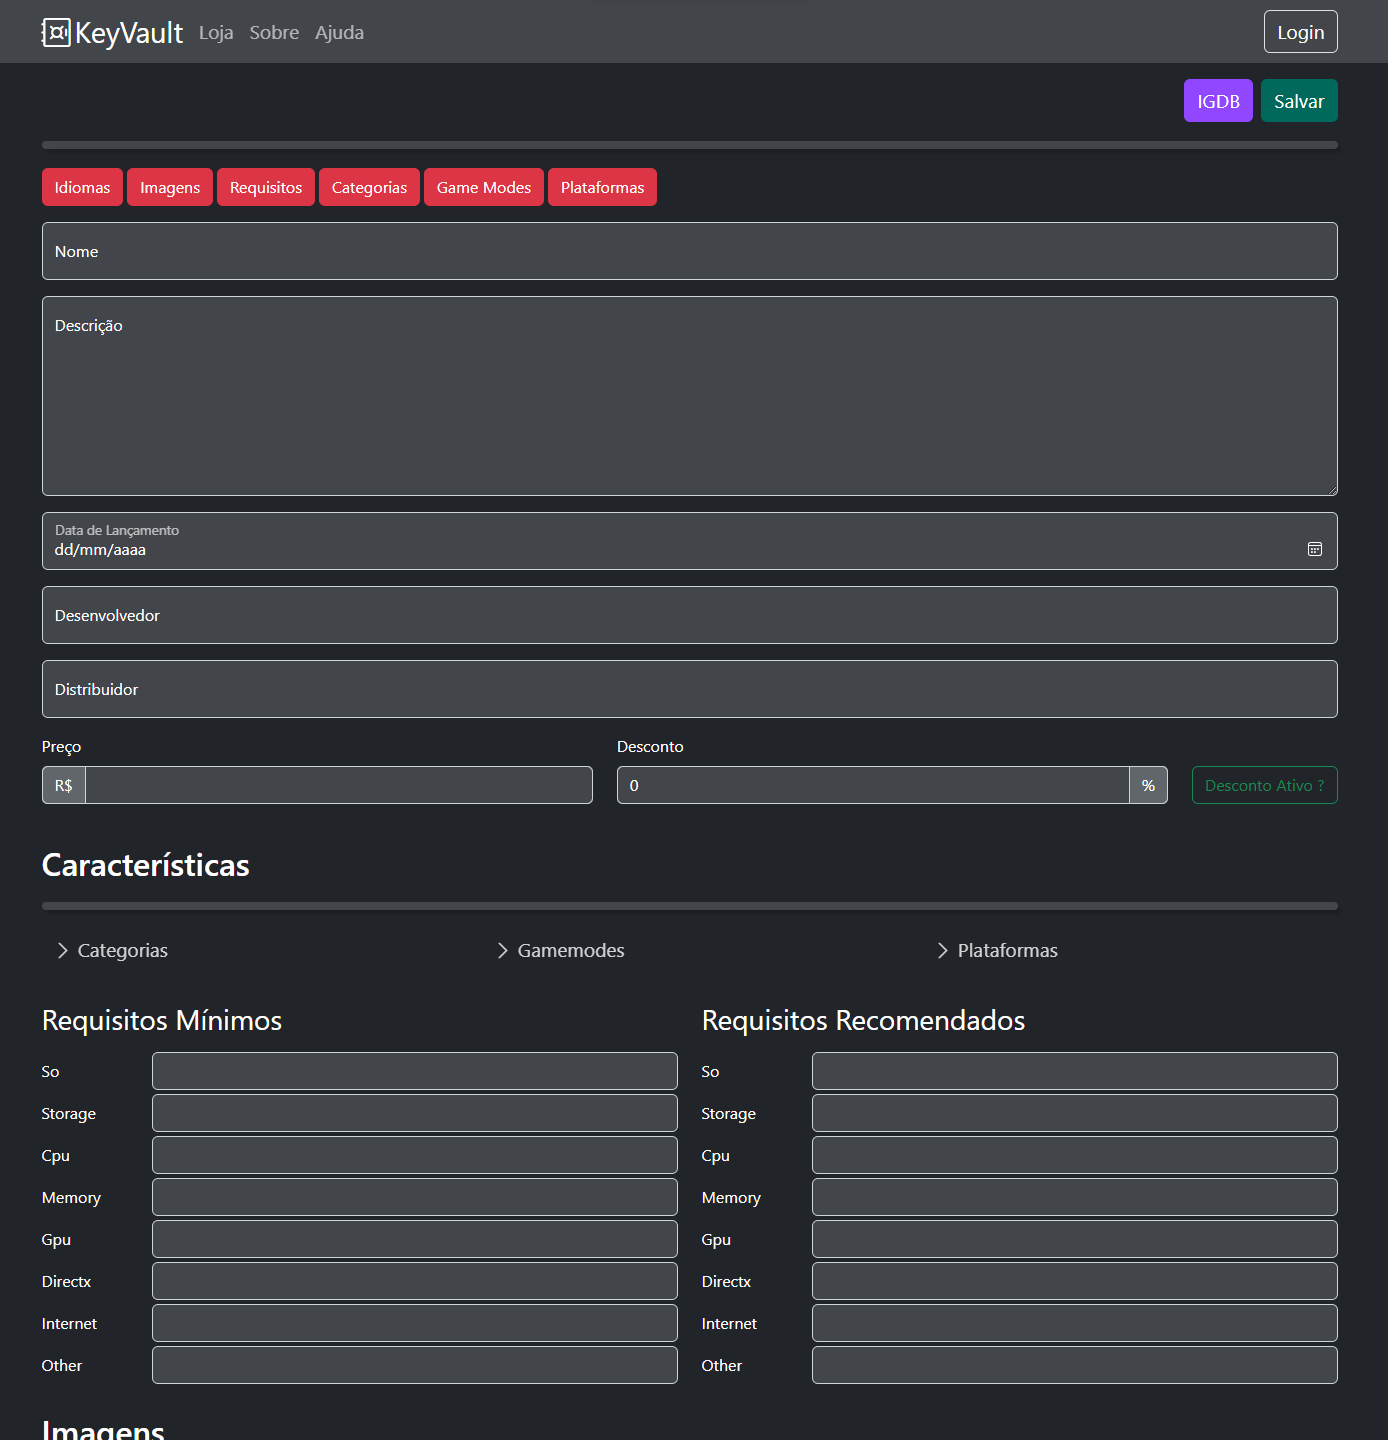 KeyVault Loja Sobre Ajuda Login
IGDB Salvar
Idiomas Imagens Requisitos Categorias Game Modes Plataformas
Nome
Descrição
Data de Lançamento
dd/mm/aaaa
Desenvolvedor
Distribuidor
Preço Desconto
R$ 0 % Desconto Ativo ?
Características
Categorias Gamemodes Plataformas
Requisitos Mínimos Requisitos Recomendados
So So
Storage Storage
Cpu Cpu
Memory Memory
Gpu Gpu
Directx Directx
Internet Internet
Other Other
Imagens